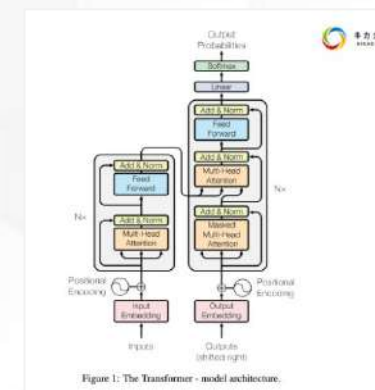 Output
Probabilities
Softmax
Linear
Add & Norm
Feed
Forward
Add & Norm
Multi-Head
Attention
Add & Norm
Masked
Multi-Head
Attention
Nx
Positional
Encoding
Output
Embedding
Outputs
(shifted right)
Add & Norm
Feed
Forward
Add & Norm
Multi-Head
Attention
Nx
Positional
Encoding
Input
Embedding
Inputs
Figure 1: The Transformer - model architecture.